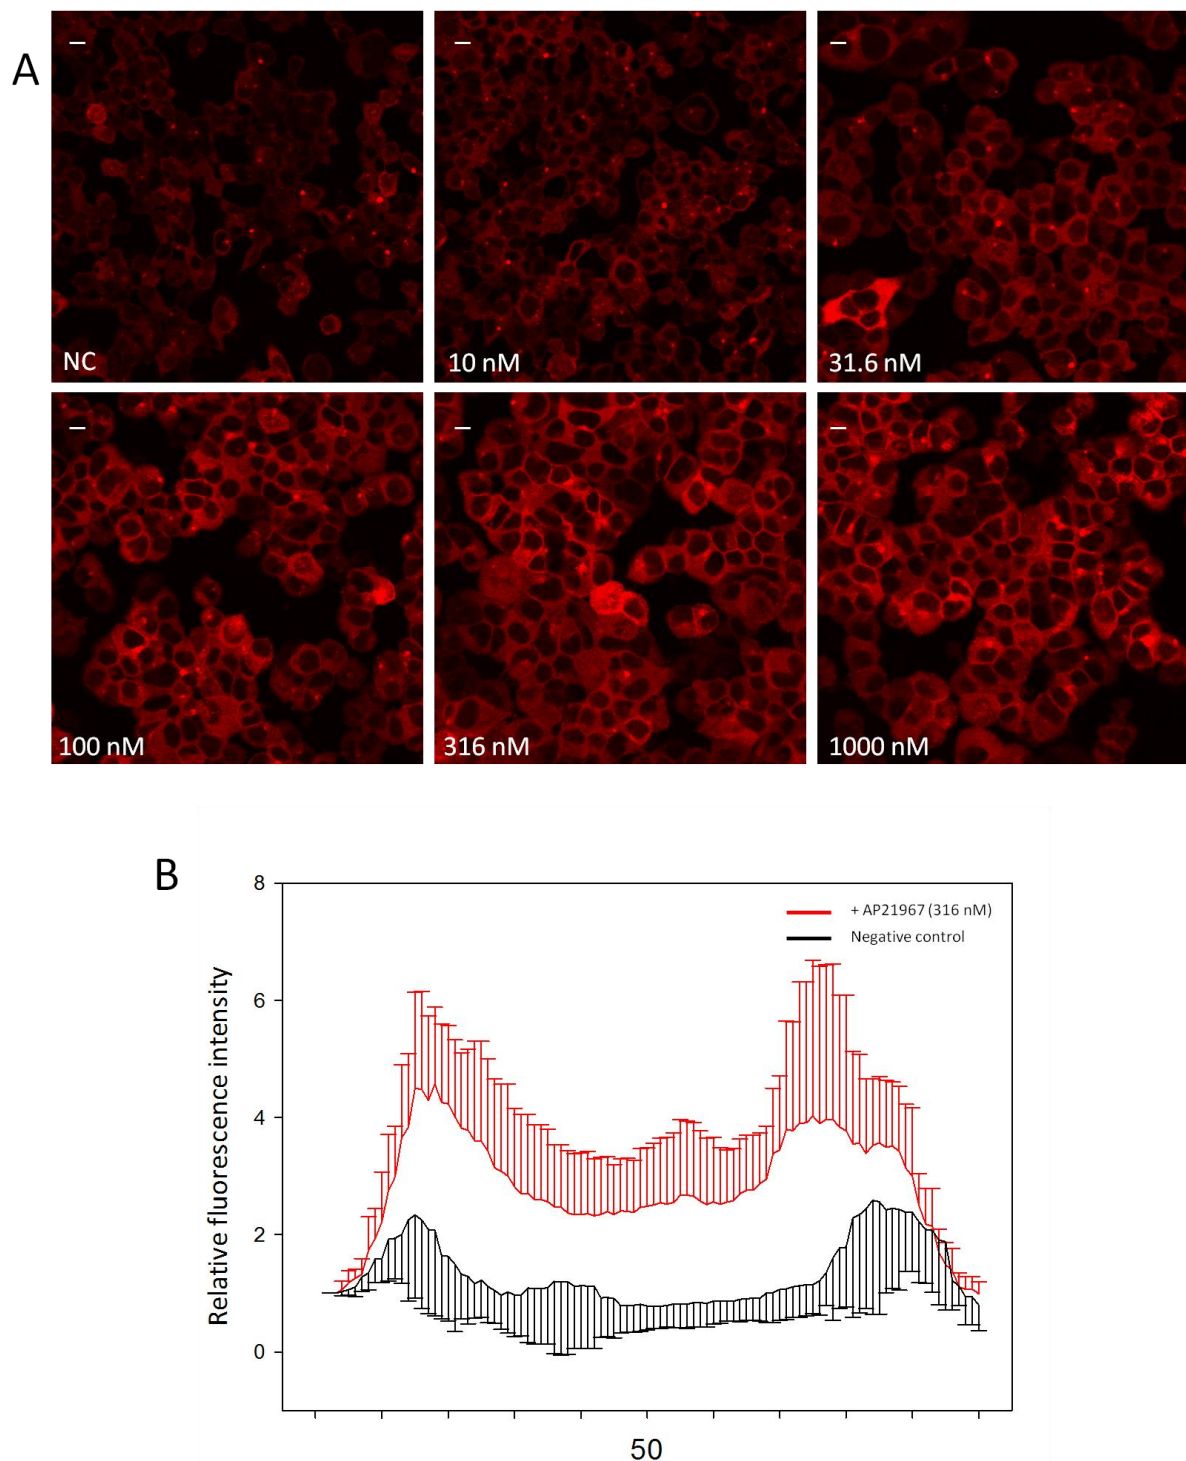 A
NC
10 nM
31.6 nM
100 nM
316 nM
1000 nM
B
8
+ AP21967 (316 nM)
Negative control
6
4
2
0
Relative fluorescence intensity
50